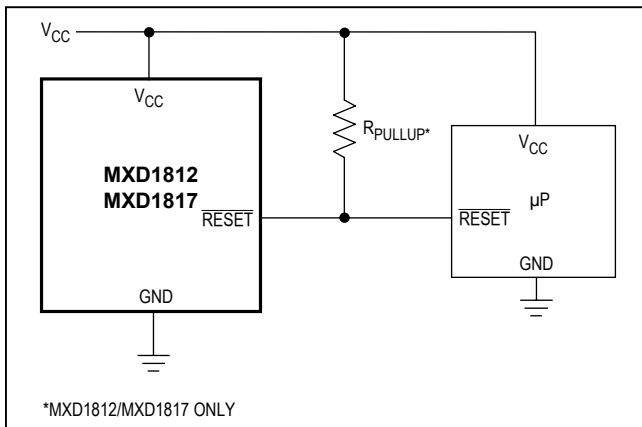 VCC
VCC
MXD1812
MXD1817
RESET
GND
RPULLUP*
VCC
µP
RESET
GND
*MXD1812/MXD1817 ONLY